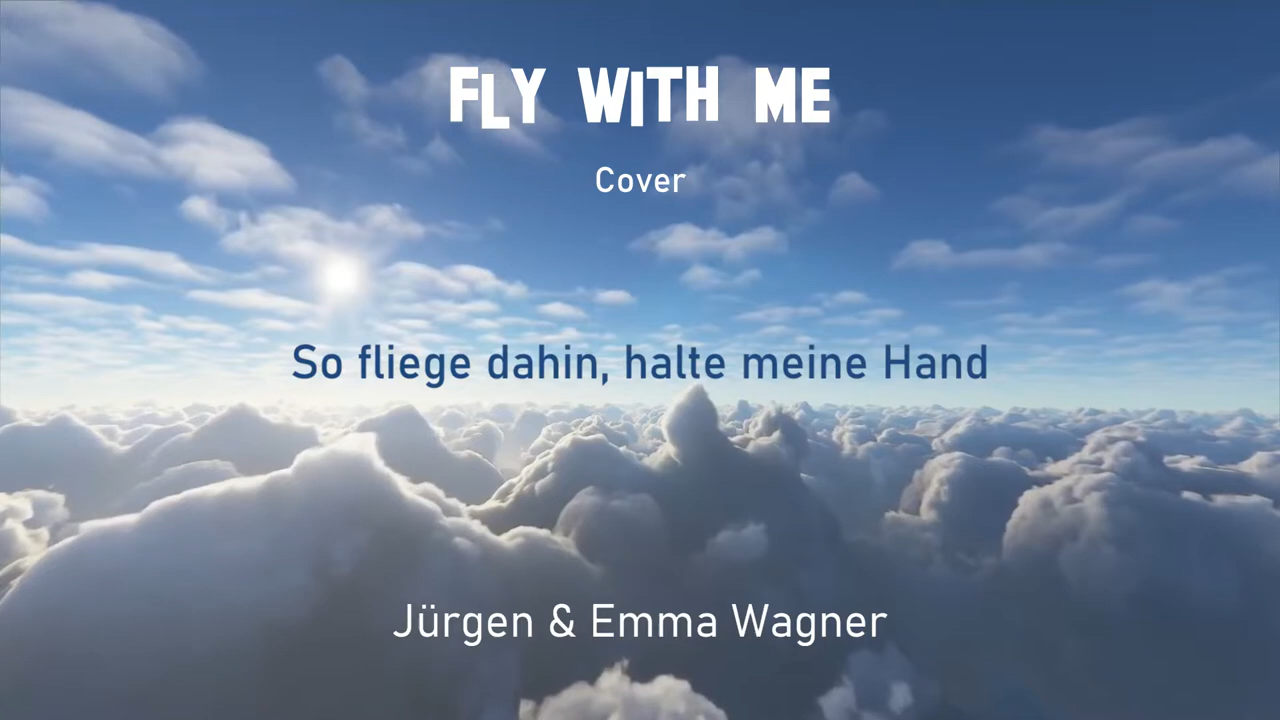 FLY WITH ME
Cover
So fliege dahin, halte meine Hand
Jürgen & Emma Wagner